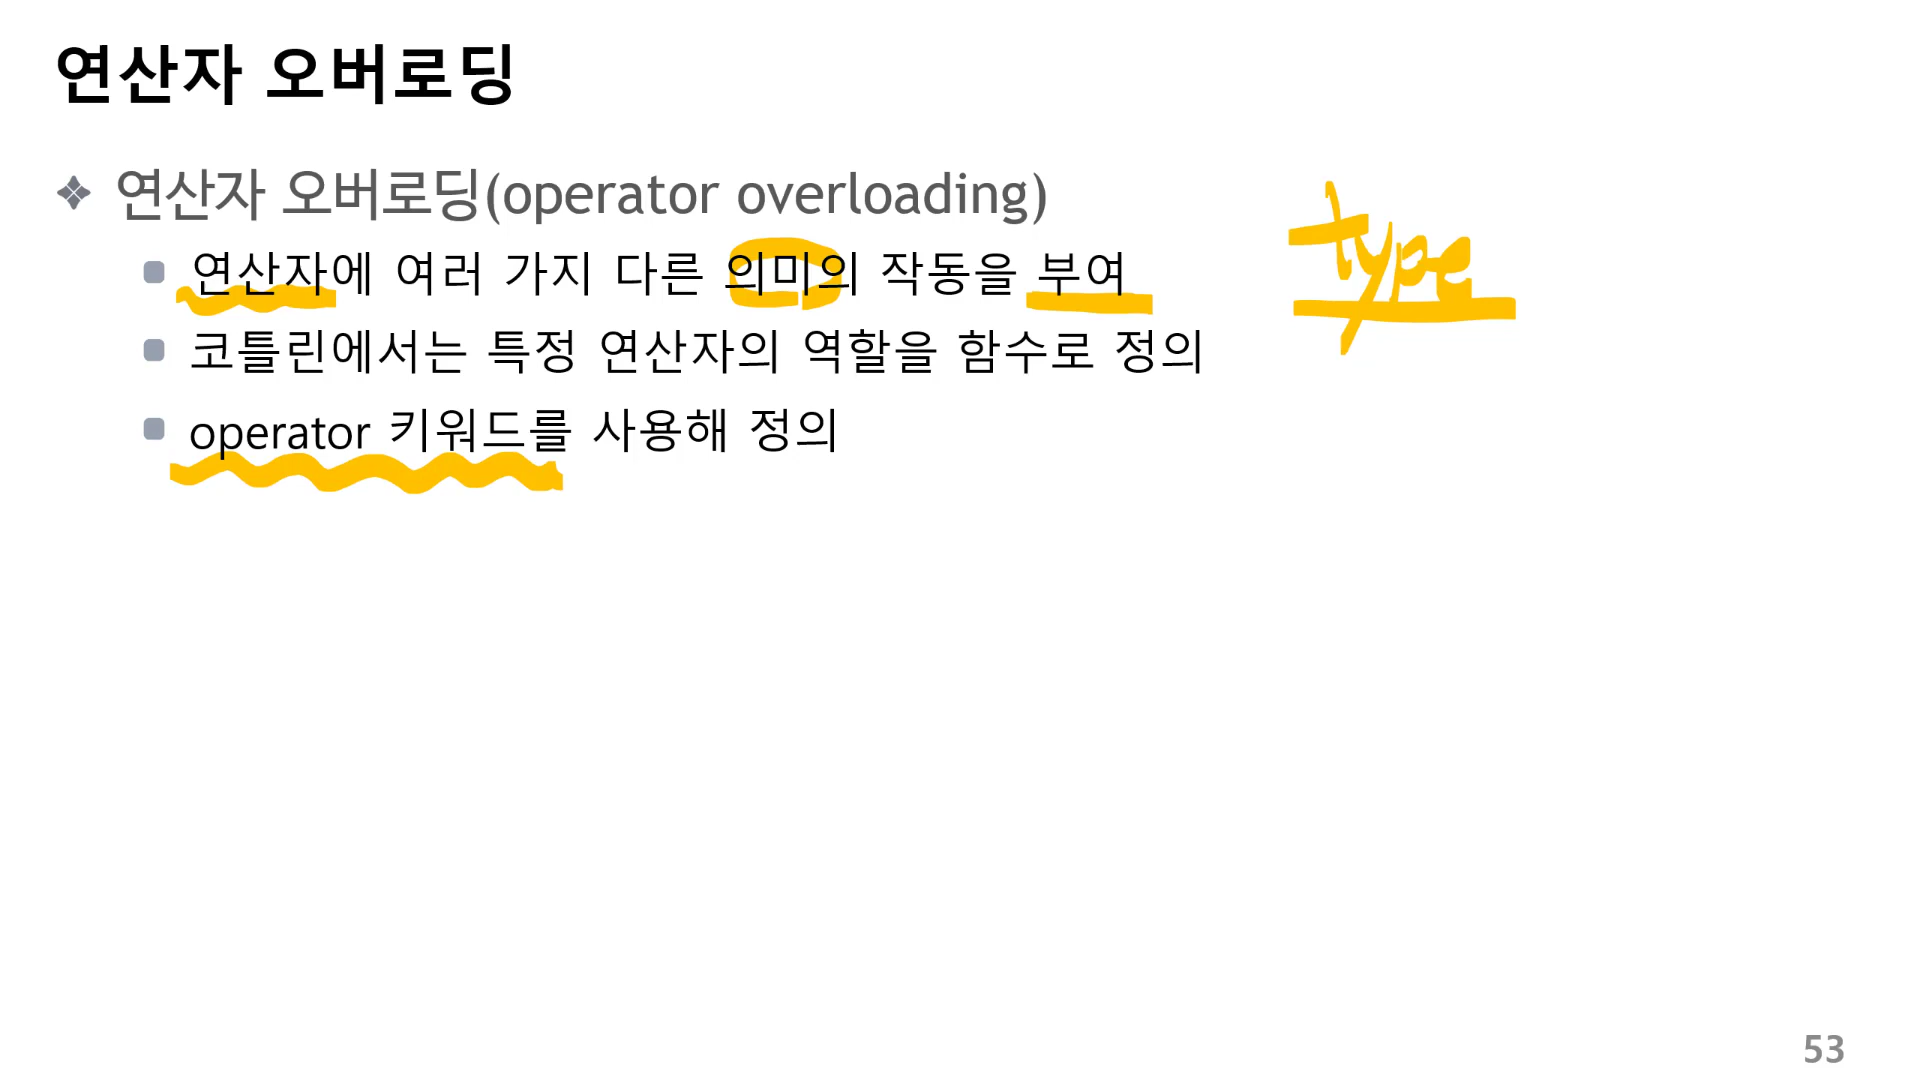 연산자 오버로딩
연산자 오버로딩(operator overloading)
연산자에 여러 가지 다른 의미의 작동을 부여
type
코틀린에서는 특정 연산자의 역할을 함수로 정의
operator 키워드를 사용해 정의
53